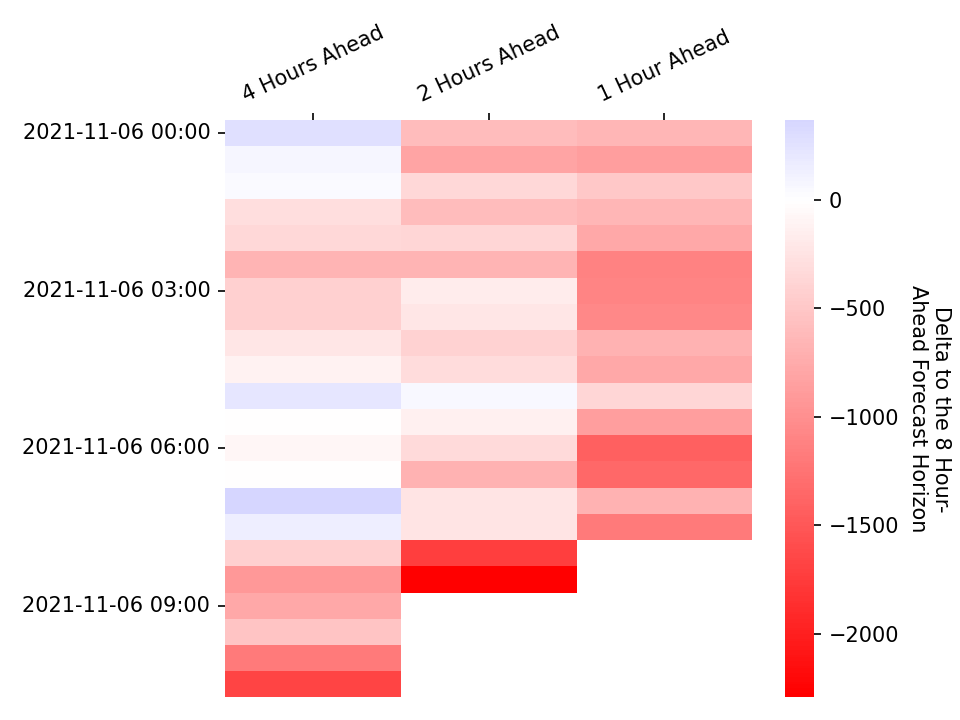 4 Hours Ahead
2 Hours Ahead
1 Hour Ahead
2021-11-06 00:00
2021-11-06 03:00
2021-11-06 06:00
2021-11-06 09:00
0
−500
−1000
−1500
−2000
Delta to the 8 Hour-
Ahead Forecast Horizon